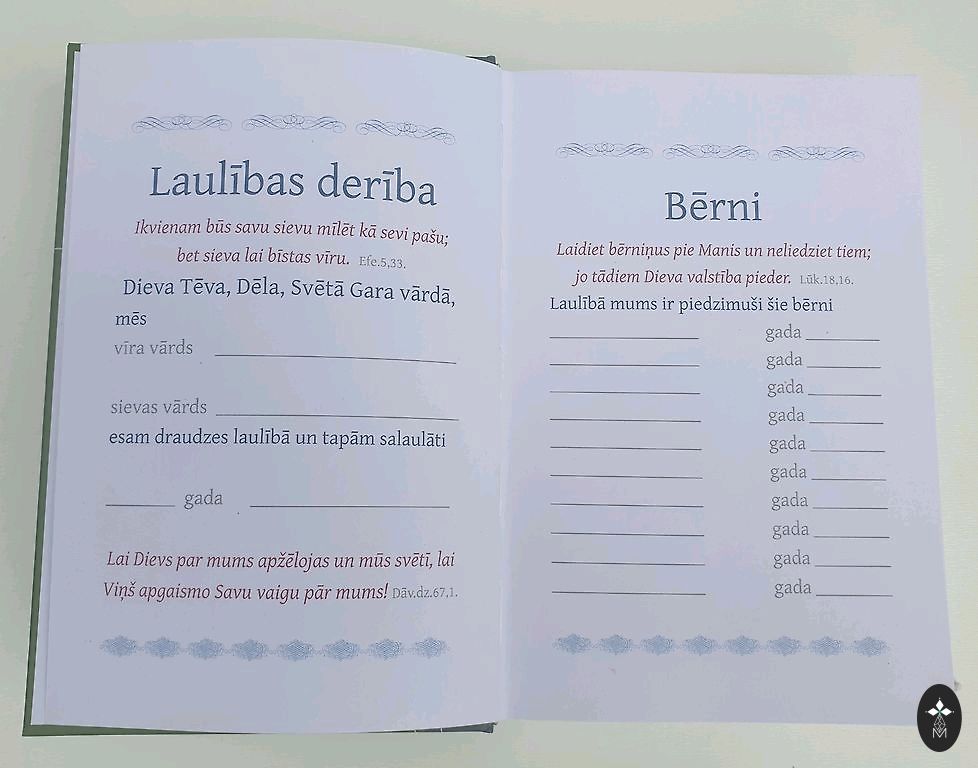 Laulības derība
Ikvienam būs savu sievu mīlēt kā sevi pašu;
bet sieva lai bīstas vīru. Efe.5,33.
Dieva Tēva, Dēla, Svētā Gara vārdā,
mēs
vīra vārds
sievas vārds
esam draudzes laulībā un tapām salaulāti
gada
Lai Dievs par mums apžēlojas un mūs svētī, lai
Viņš apgaismo Savu vaigu pār mums! Dāv.dz.67,1.
Bērni
Laidiet bērniņus pie Manis un neliedziet tiem;
jo tādiem Dieva valstība pieder. Lūk.18,16.
Laulībā mums ir piedzimuši šie bērni
gada
gada
gada
gada
gada
gada
gada
gada
gada
gada
M